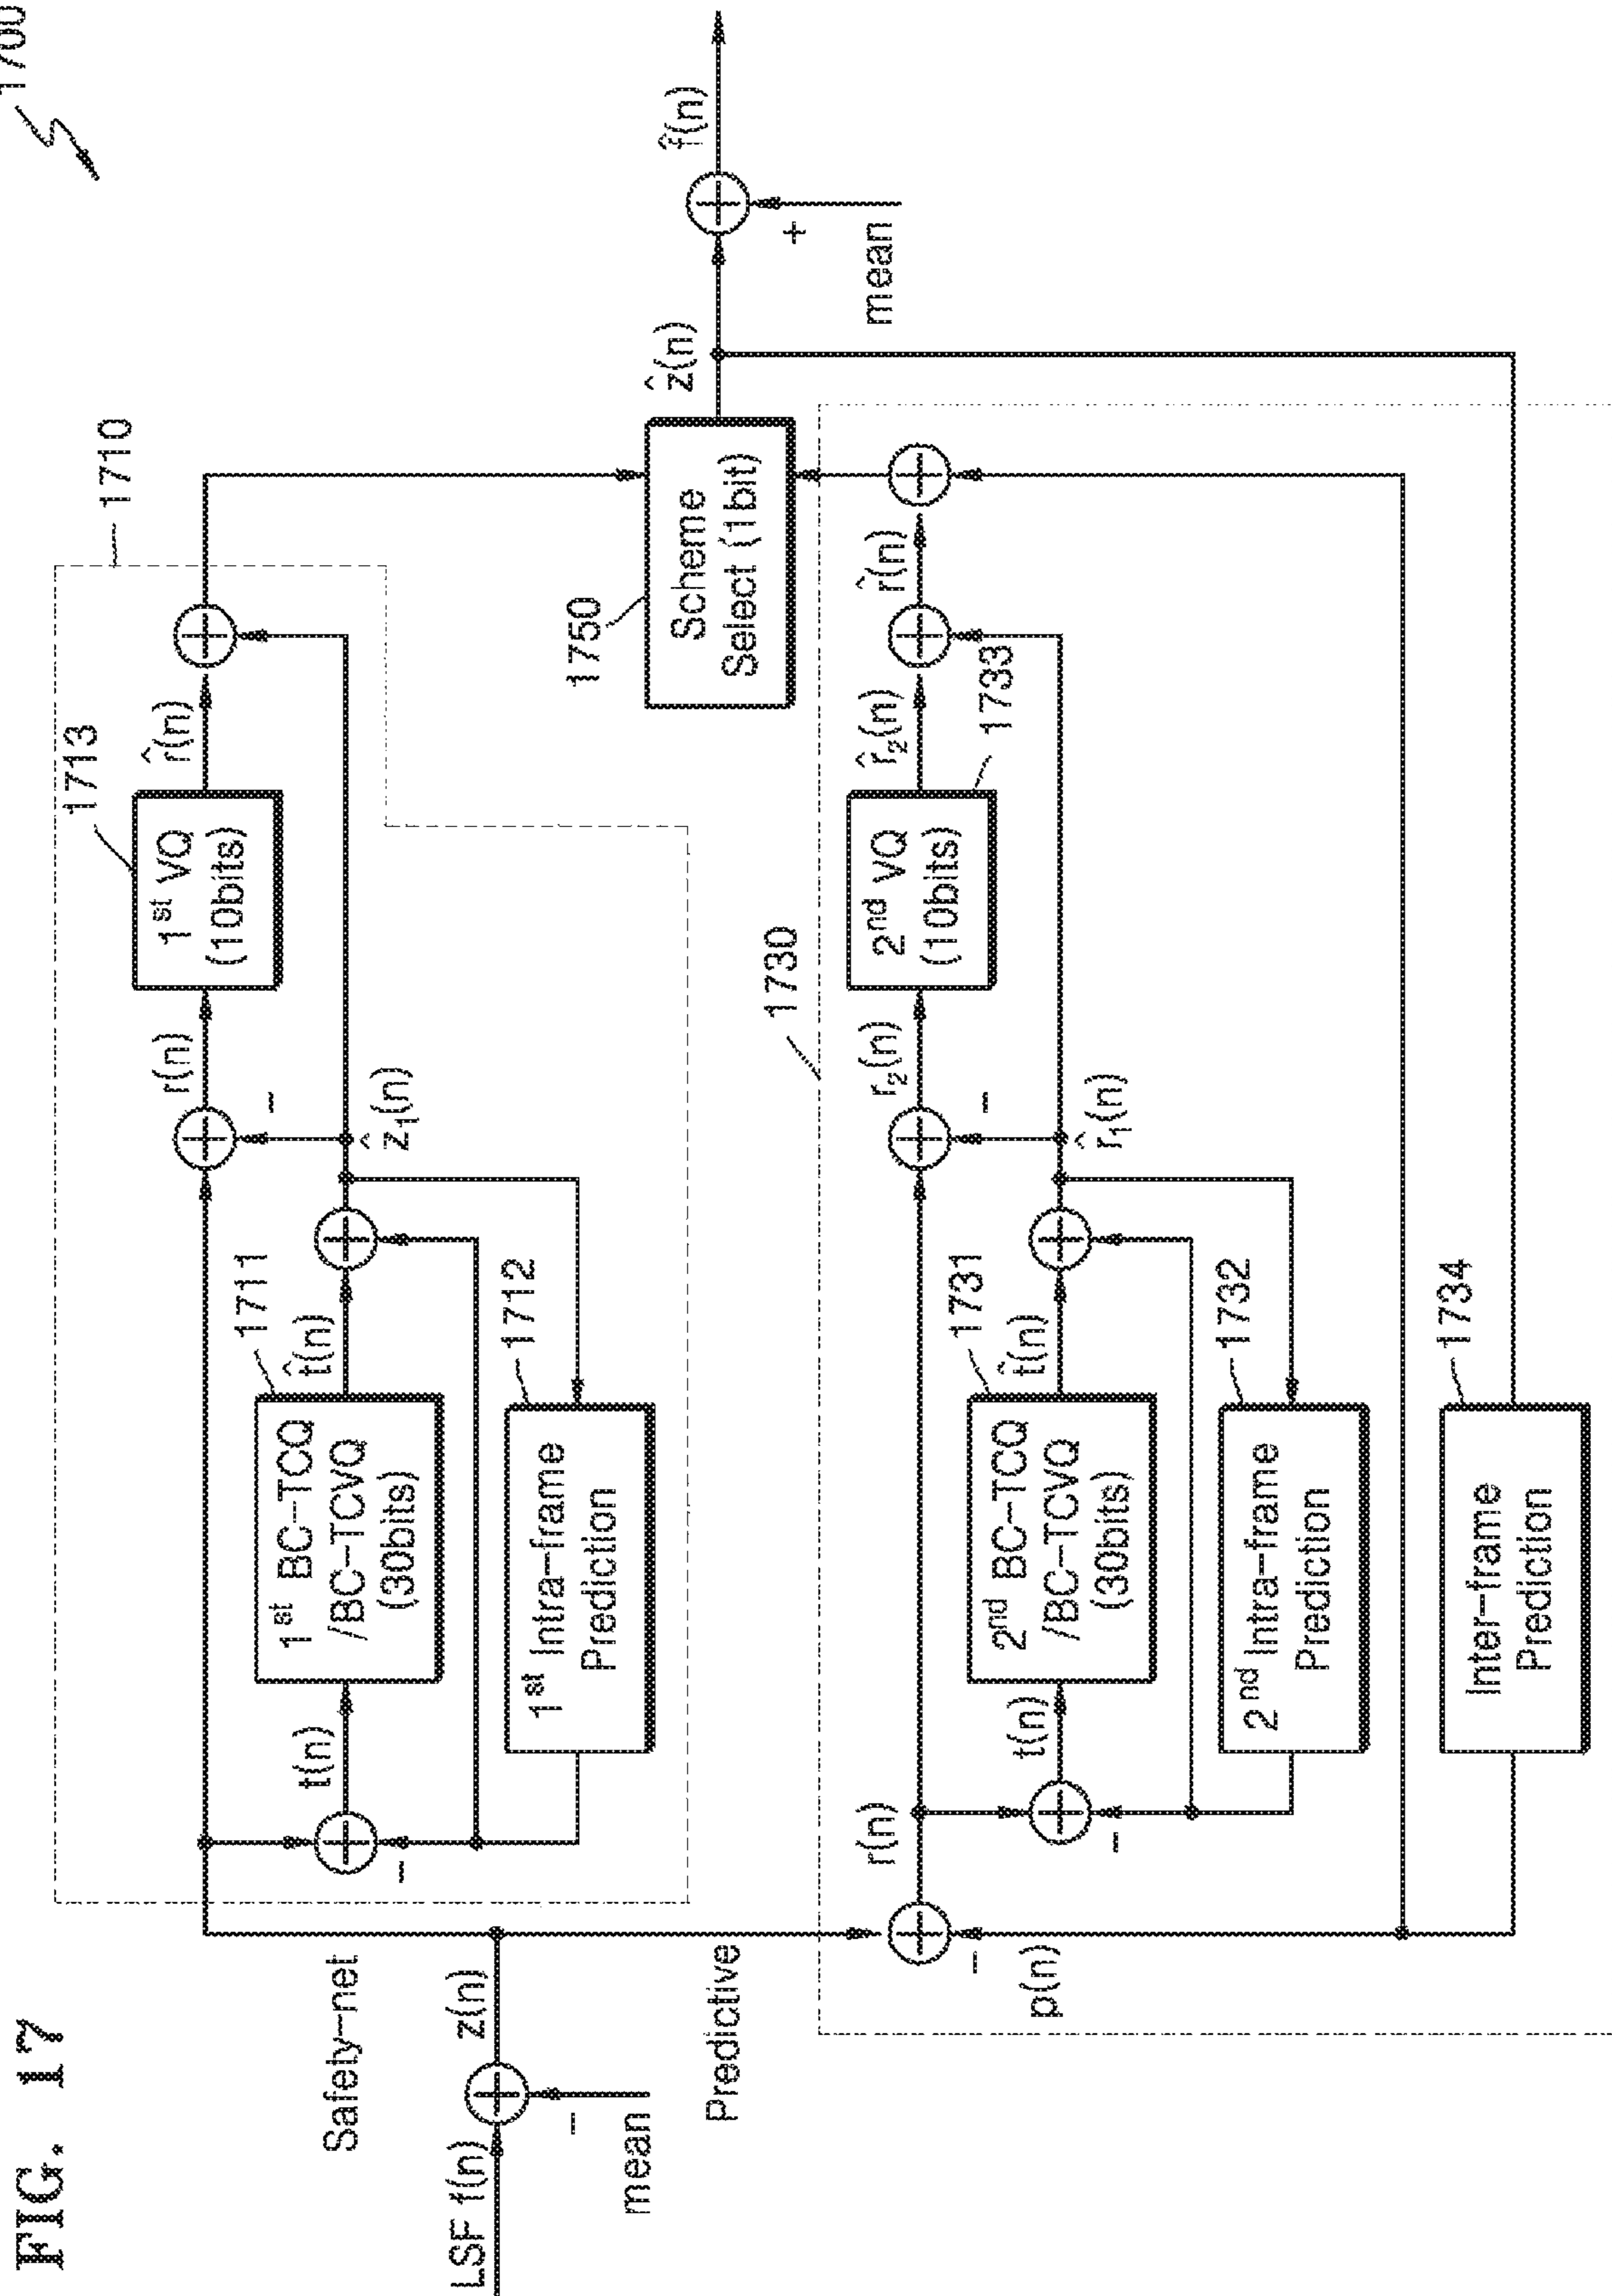 FIG. 17
1700
Safety-net
1710
r(n)
1713
1st VQ
(10bits)
r̂(n)
t(n)
1711
1st BC-TCQ
/BC-TCVQ
(30bits)
t̂(n)
ẑ₁(n)
-
-
1712
1st Intra-frame
Prediction
LSF f(n)
z(n)
-
mean
1750
Scheme
Select (1bit)
ẑ(n)
f̂(n)
+
mean
Predictive
1730
r(n)
-
p(n)
r₂(n)
2nd VQ
(10bits)
1733
r̂₂(n)
r̂(n)
t(n)
-
1731
2nd BC-TCQ
/BC-TCVQ
(30bits)
t̂(n)
-
r̂₁(n)
1732
2nd Intra-frame
Prediction
1734
Inter-frame
Prediction